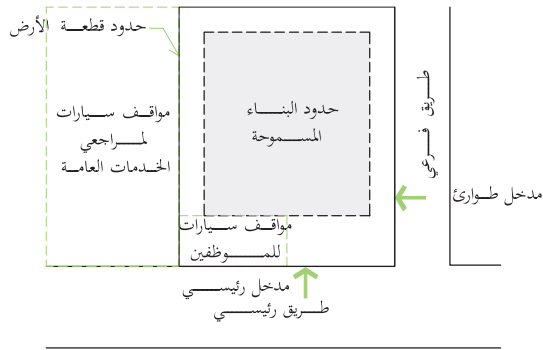 حدود قطعة الأرض
حدود البناء
المسموحة
مواقف سيارات
لمراجعي
الخدمات العامة
طريق فرعي
مدخل طوارئ
مواقف سيارات
للموظفين
مدخل رئيسي
طريق رئيسي